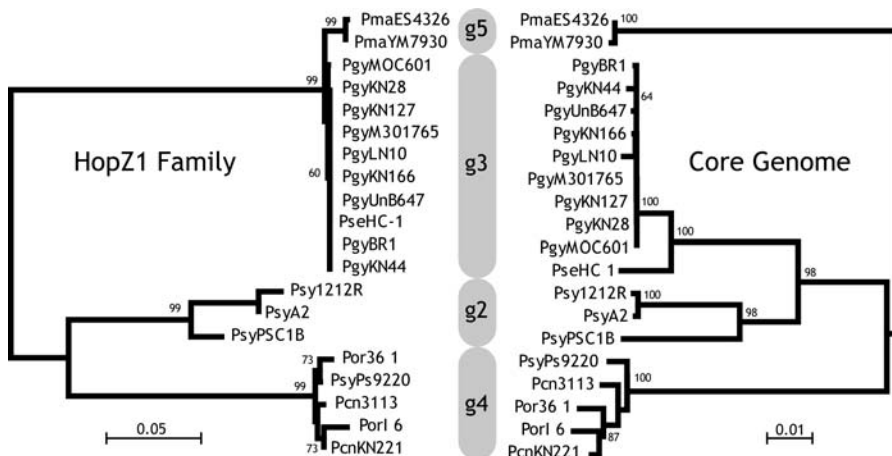 HopZ1 Family
99
PmaES4326
PmaYM7930
99
PgyMOC601
PgyKN28
PgyKN127
PgyM301765
PgyLN10
60
PgyKN166
PgyUnB647
PseHC-1
PgyBR1
PgyKN44
99
Psy1212R
PsyA2
PsyPSC1B
73
Por36 1
99
PsyPs9220
Pcn3113
PorI 6
73
PcnKN221
0.05
g5
g3
g2
g4
Core Genome
PmaES4326
100
PmaYM7930
PgyBR1
PgyKN44
64
PgyUnB647
PgyKN166
PgyLN10
PgyM301765
PgyKN127
100
PgyKN28
100
PgyMOC601
PseHC 1
98
Psy1212R
100
PsyA2
98
PsyPSC1B
PsyPs9220
100
Pcn3113
Por36 1
PorI 6
87
PcnKN221
0.01